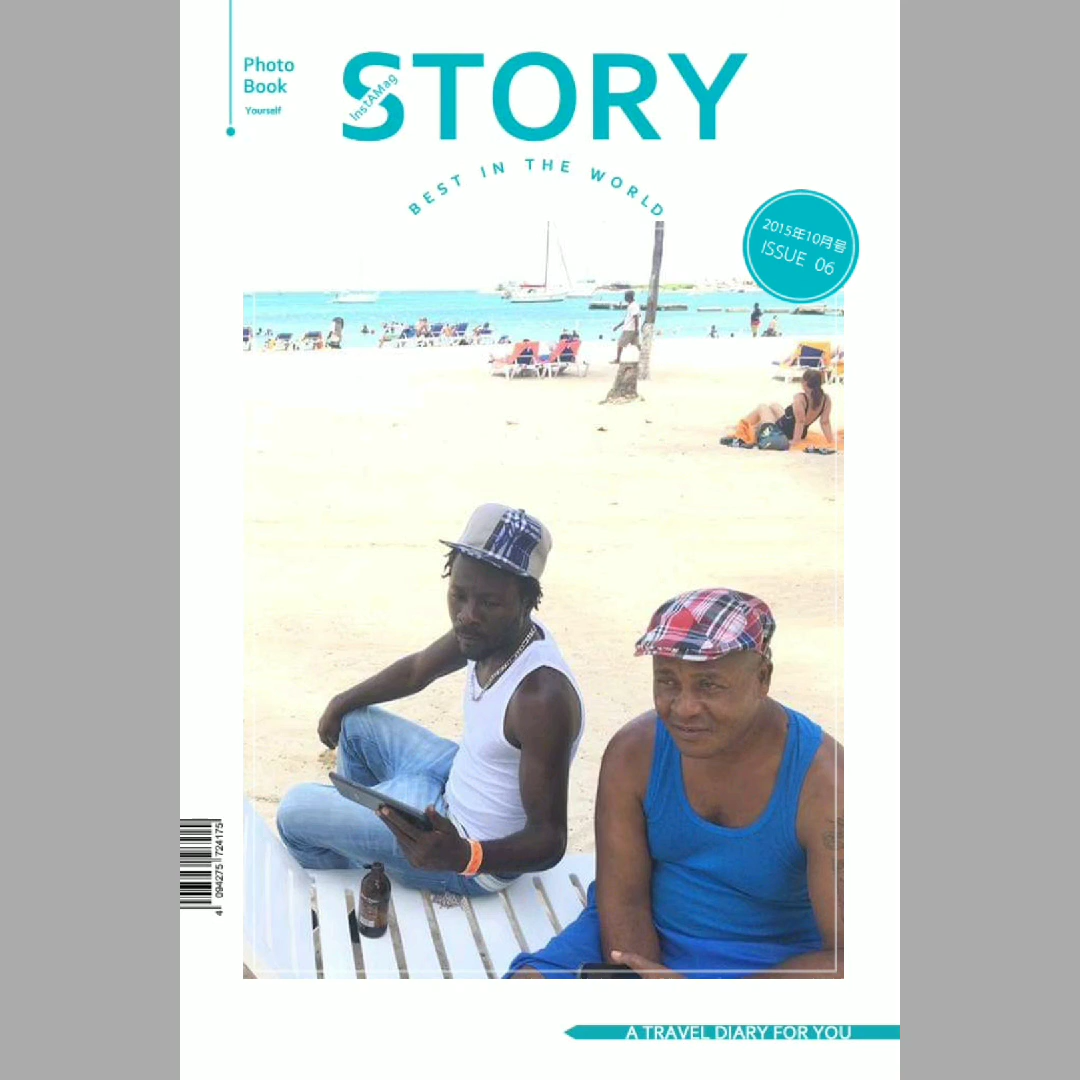 Photo
Book
Yourself
STORY
InstAMag
BEST IN THE WORLD
2015年10月号
ISSUE 06
4 094275 724175
A TRAVEL DIARY FOR YOU